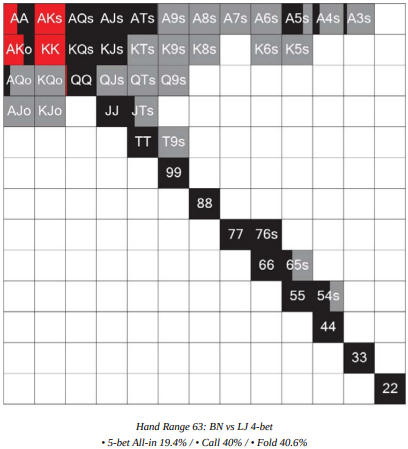 AA AKs AQs AJs ATs A9s A8s A7s A6s A5s A4s A3s
AKo KK KQs KJs KTs K9s K8s K6s K5s
AQo KQo QQ QJs QTs Q9s
AJo KJo JJ JTs
TT T9s
99
88
77 76s
66 65s
55 54s
44
33
22
Hand Range 63: BN vs LJ 4-bet
• 5-bet All-in 19.4% / • Call 40% / • Fold 40.6%